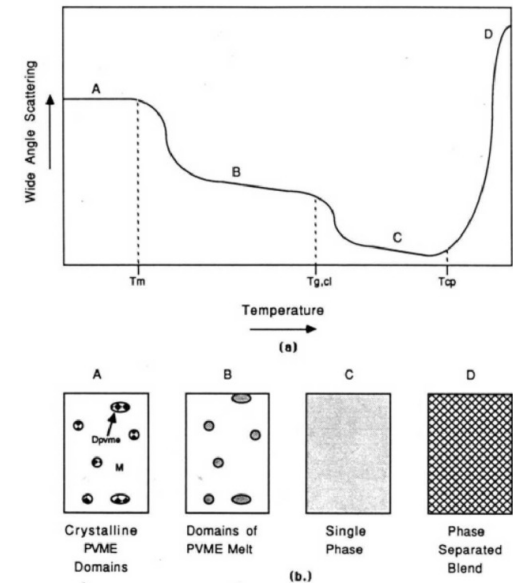 Wide Angle Scattering
A
B
C
D
Tm
Tg,cl
Tcp
Temperature
(a)
A
B
C
D
Dpvme
M
Crystalline
PVME
Domains
Domains of
PVME Melt
Single
Phase
Phase
Separated
Blend
(b.)